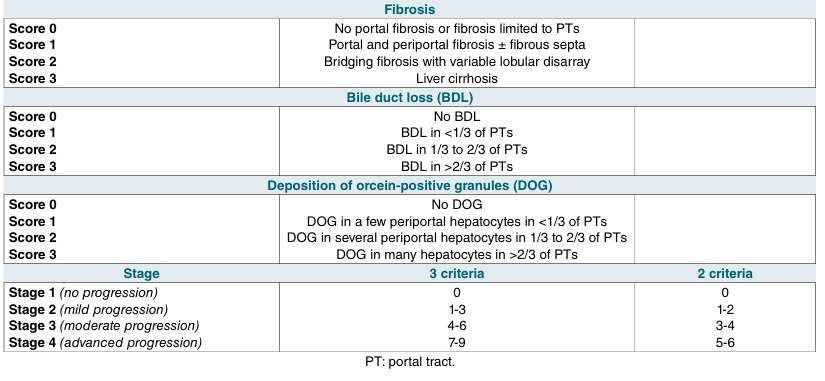 Fibrosis
Score 0 No portal fibrosis or fibrosis limited to PTs
Score 1 Portal and periportal fibrosis ± fibrous septa
Score 2 Bridging fibrosis with variable lobular disarray
Score 3 Liver cirrhosis
Bile duct loss (BDL)
Score 0 No BDL
Score 1 BDL in <1/3 of PTs
Score 2 BDL in 1/3 to 2/3 of PTs
Score 3 BDL in >2/3 of PTs
Deposition of orcein-positive granules (DOG)
Score 0 No DOG
Score 1 DOG in a few periportal hepatocytes in <1/3 of PTs
Score 2 DOG in several periportal hepatocytes in 1/3 to 2/3 of PTs
Score 3 DOG in many hepatocytes in >2/3 of PTs
Stage 3 criteria 2 criteria
Stage 1 (no progression) 0 0
Stage 2 (mild progression) 1-3 1-2
Stage 3 (moderate progression) 4-6 3-4
Stage 4 (advanced progression) 7-9 5-6
PT: portal tract.